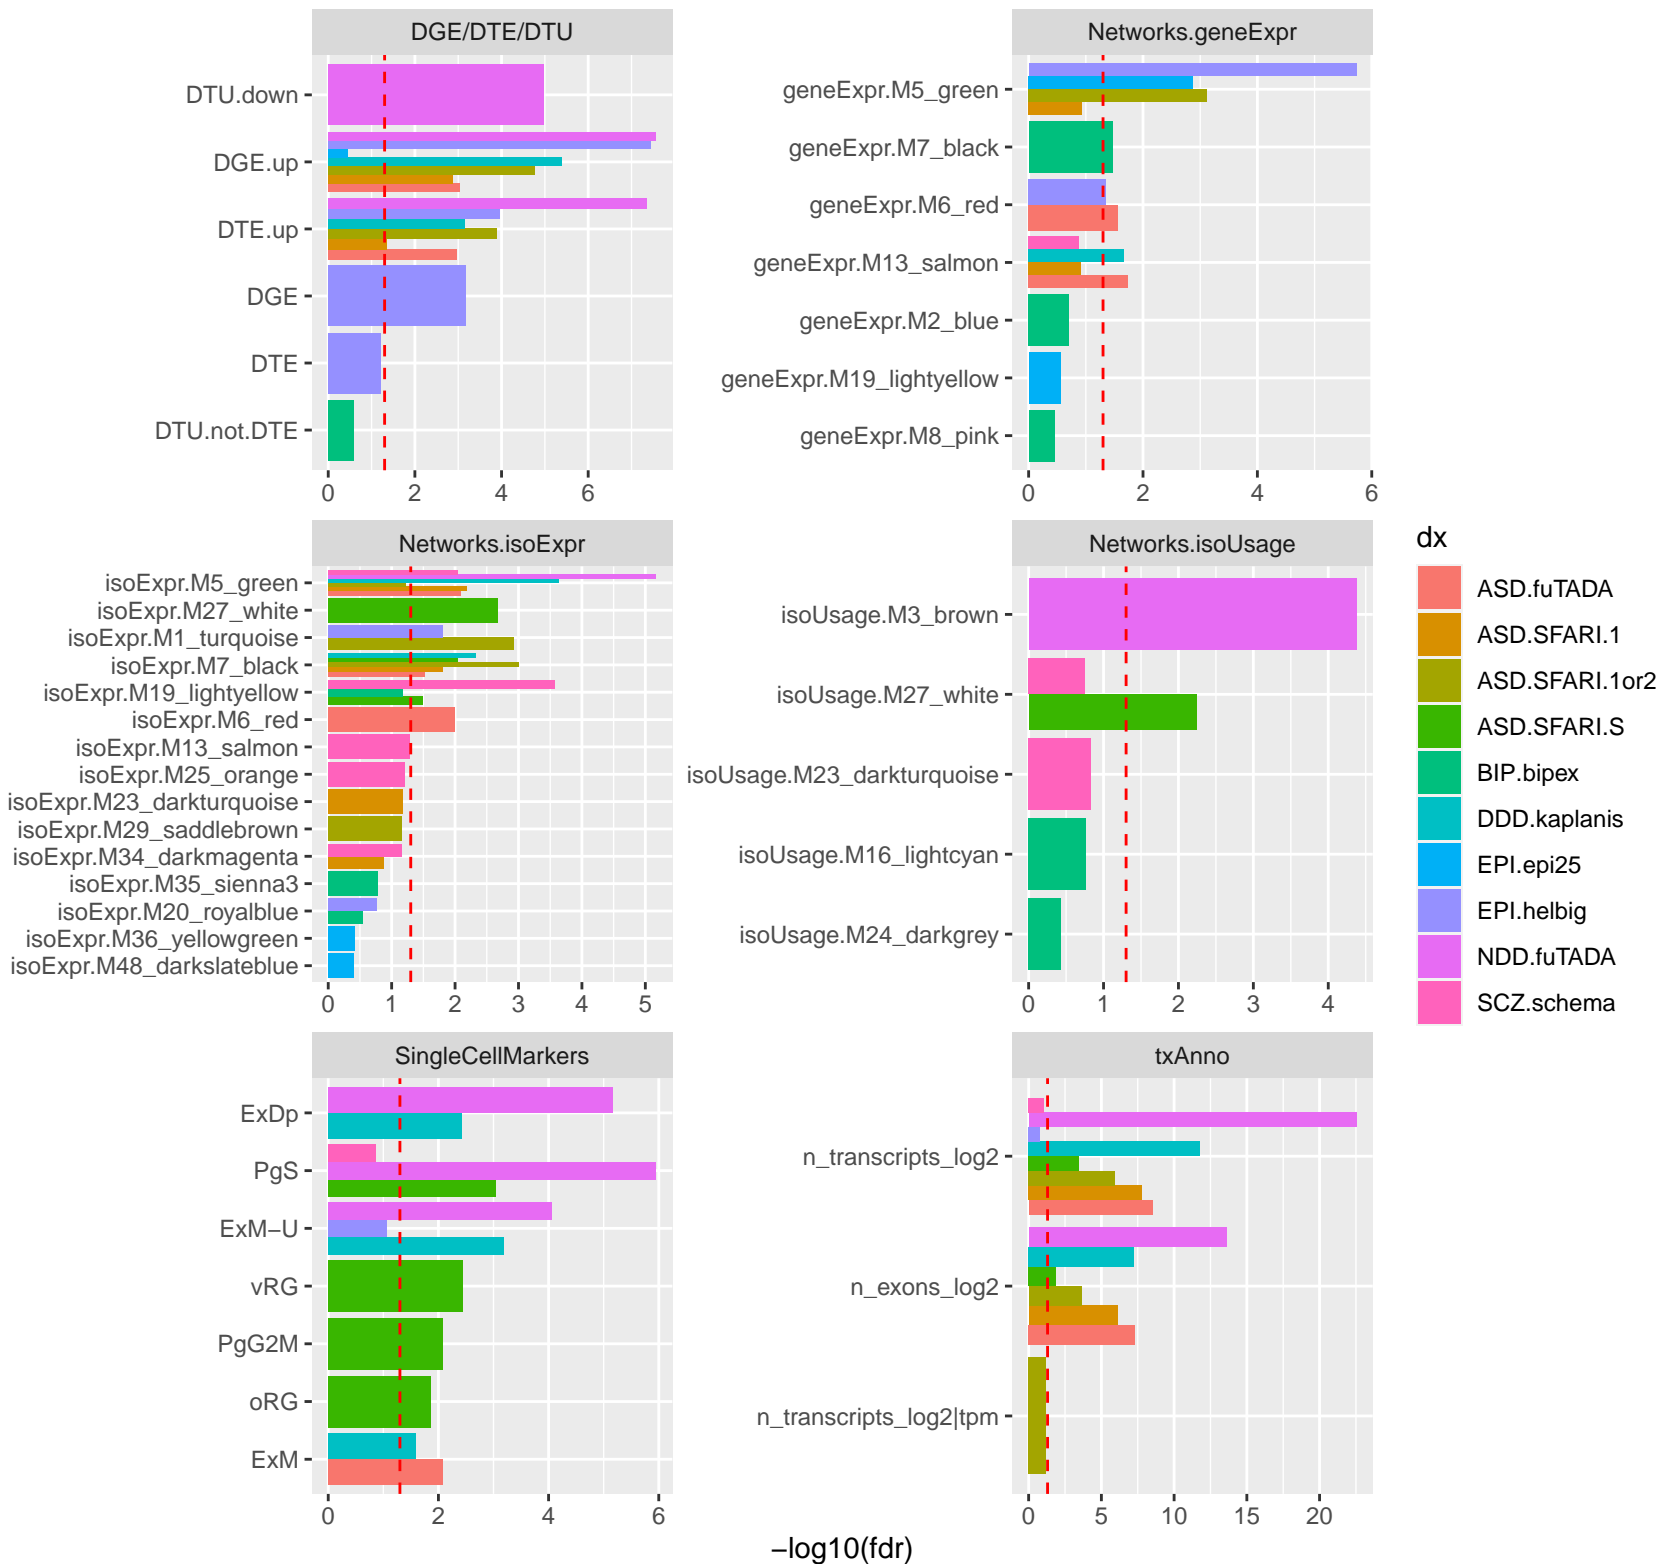 DGE/DTE/DTU
DTU.down
DGE.up
DTE.up
DGE
DTE
DTU.not.DTE
0 2 4 6
Networks.geneExpr
geneExpr.M5_green
geneExpr.M7_black
geneExpr.M6_red
geneExpr.M13_salmon
geneExpr.M2_blue
geneExpr.M19_lightyellow
geneExpr.M8_pink
0 2 4 6
Networks.isoExpr
isoExpr.M5_green
isoExpr.M27_white
isoExpr.M1_turquoise
isoExpr.M7_black
isoExpr.M19_lightyellow
isoExpr.M6_red
isoExpr.M13_salmon
isoExpr.M25_orange
isoExpr.M23_darkturquoise
isoExpr.M29_saddlebrown
isoExpr.M34_darkmagenta
isoExpr.M35_sienna3
isoExpr.M20_royalblue
isoExpr.M36_yellowgreen
isoExpr.M48_darkslateblue
0 1 2 3 4 5
Networks.isoUsage
isoUsage.M3_brown
isoUsage.M27_white
isoUsage.M23_darkturquoise
isoUsage.M16_lightcyan
isoUsage.M24_darkgrey
0 1 2 3 4
dx
ASD.fuTADA
ASD.SFARI.1
ASD.SFARI.1or2
ASD.SFARI.S
BIP.bipex
DDD.kaplanis
EPI.epi25
EPI.helbig
NDD.fuTADA
SCZ.schema
SingleCellMarkers
ExDp
PgS
ExM−U
vRG
PgG2M
oRG
ExM
0 2 4 6
txAnno
n_transcripts_log2
n_exons_log2
n_transcripts_log2|tpm
0 5 10 15 20
−log10(fdr)